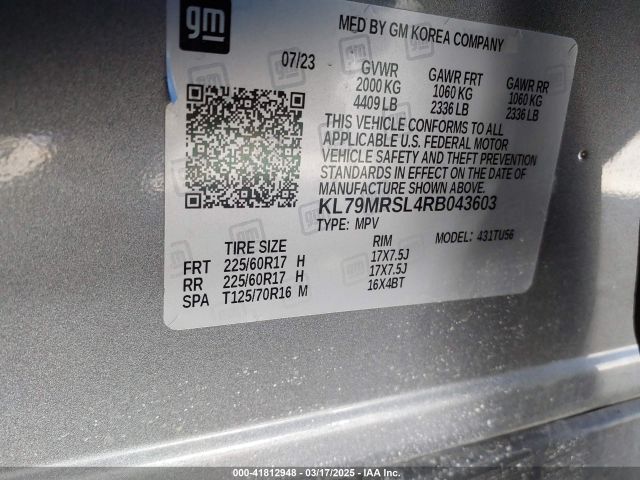 gm
MFD BY GM KOREA COMPANY
07/23
GVWR GAWR FRT GAWR RR
2000 KG 1060 KG 1060 KG
4409 LB 2336 LB 2336 LB
THIS VEHICLE CONFORMS TO ALL
APPLICABLE U.S. FEDERAL MOTOR
VEHICLE SAFETY AND THEFT PREVENTION
STANDARDS IN EFFECT ON THE DATE OF
MANUFACTURE SHOWN ABOVE.
KL79MRSL4RB043603
TYPE: MPV
MODEL: 431TU56
TIRE SIZE RIM
FRT 225/60R17 H 17X7.5J
RR 225/60R17 H 17X7.5J
SPA T125/70R16 M 16X4BT
000-41812948 - 03/17/2025 - IAA Inc.